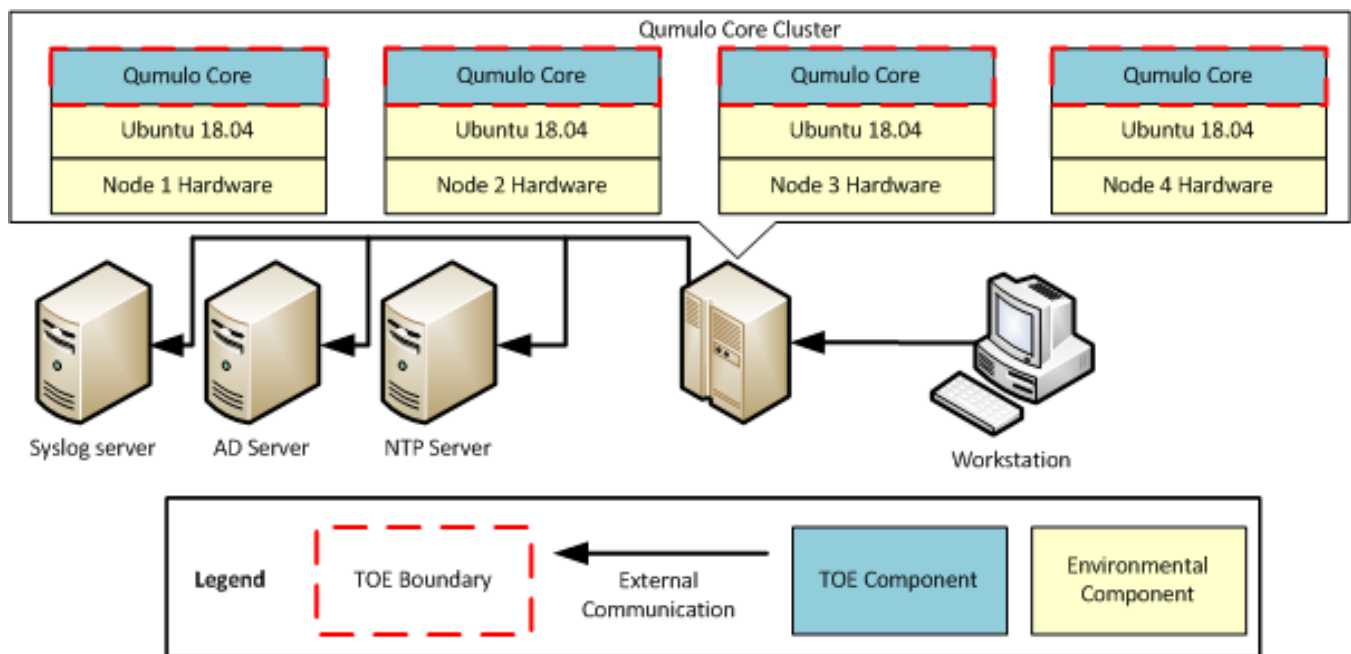 Qumulo Core Cluster
Qumulo Core
Qumulo Core
Qumulo Core
Qumulo Core
Ubuntu 18.04
Ubuntu 18.04
Ubuntu 18.04
Ubuntu 18.04
Node 1 Hardware
Node 2 Hardware
Node 3 Hardware
Node 4 Hardware
Syslog server
AD Server
NTP Server
Workstation
Legend
TOE Boundary
External
Communication
TOE Component
Environmental
Component